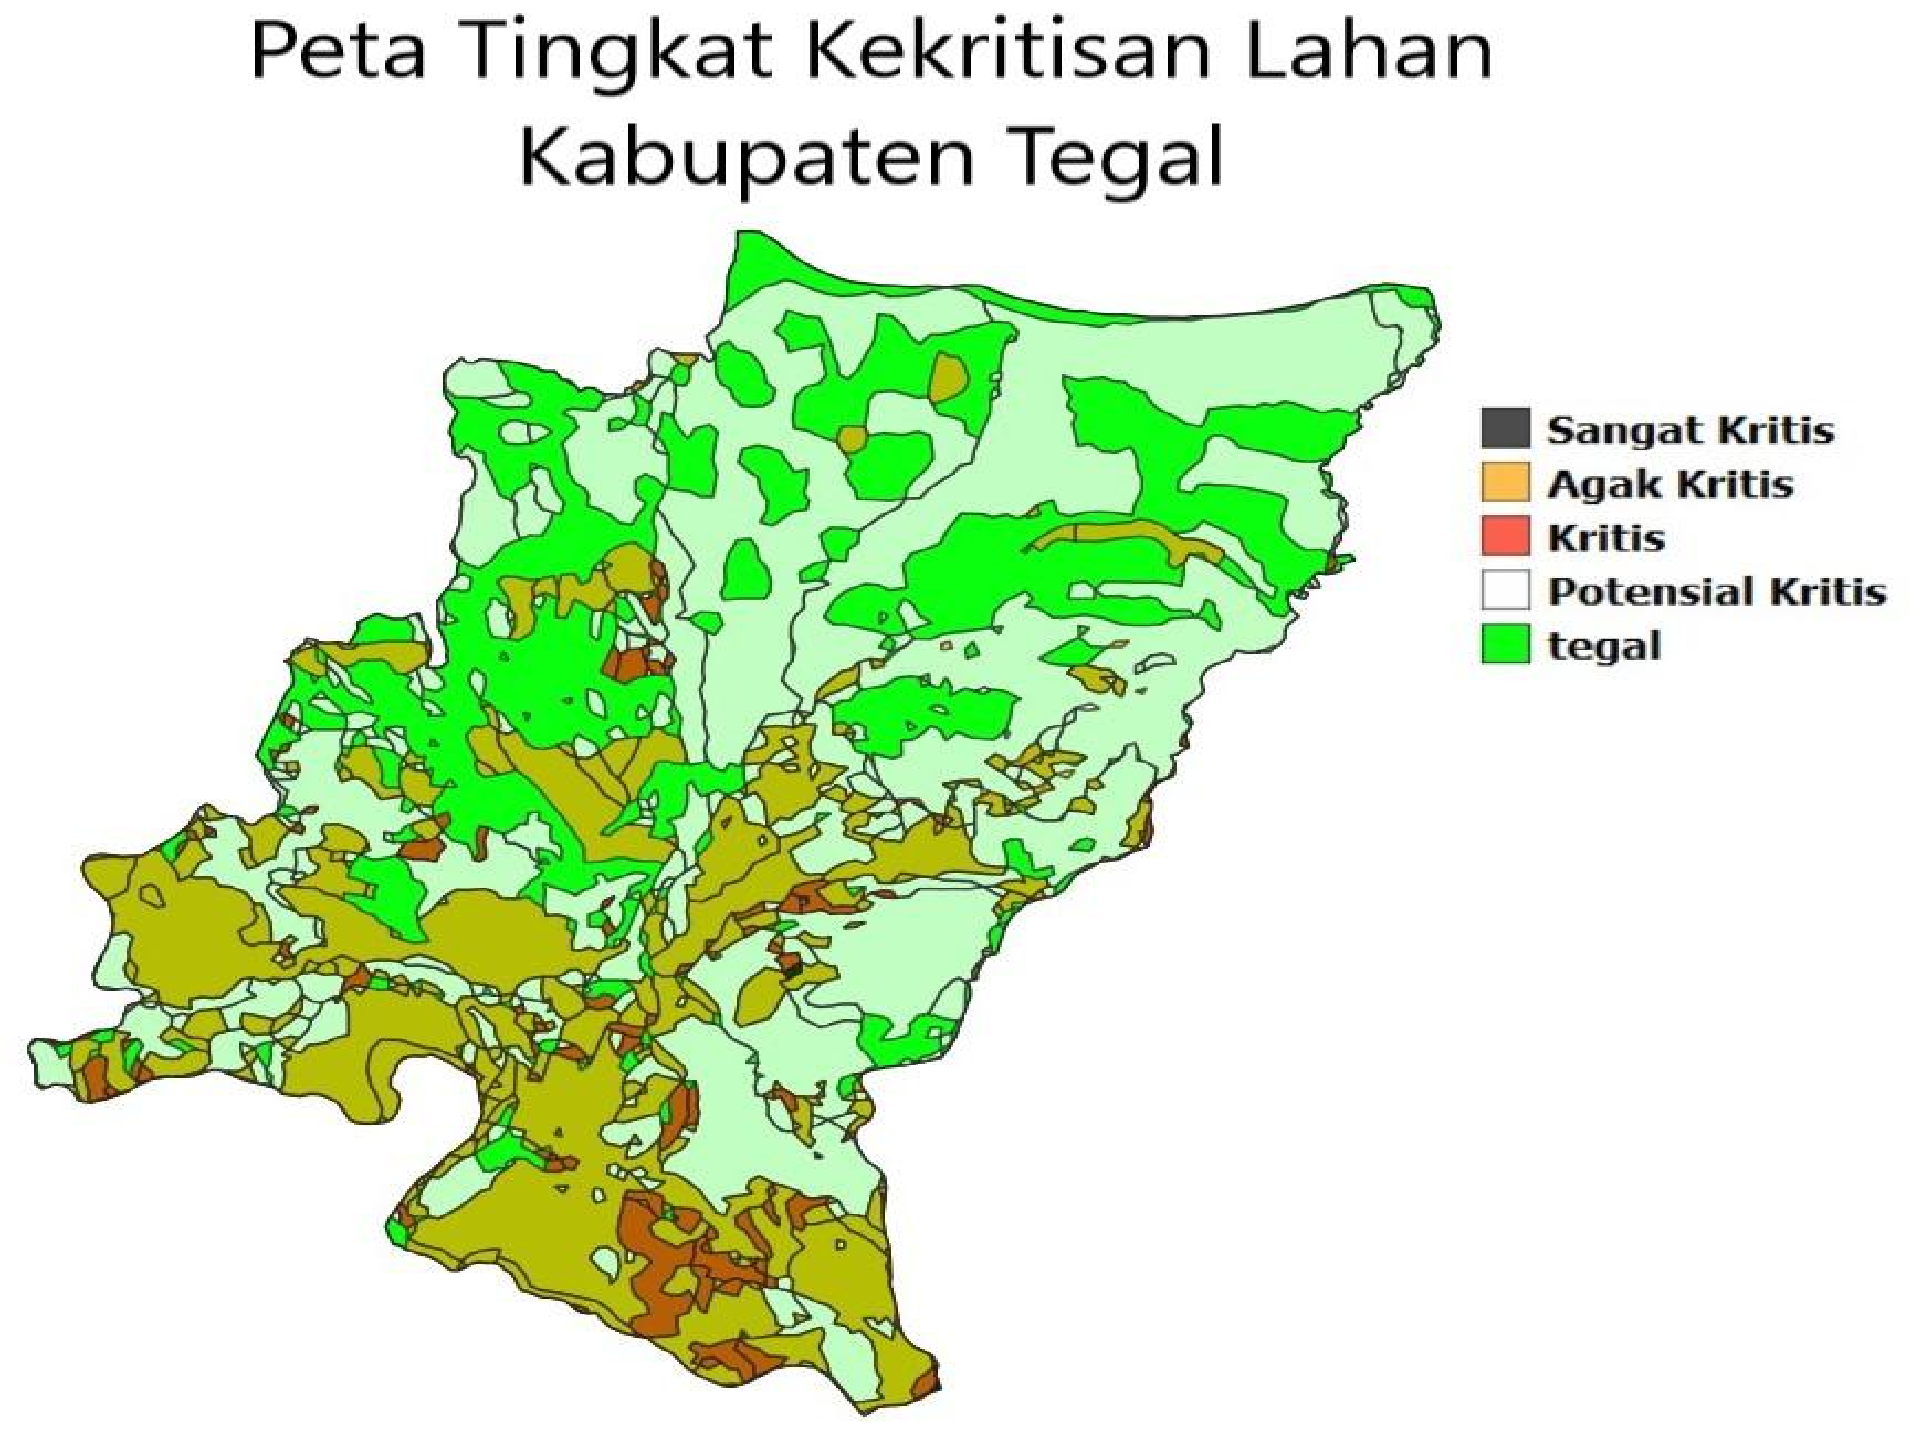 Peta Tingkat Kekritisan Lahan
Kabupaten Tegal
Sangat Kritis
Agak Kritis
Kritis
Potensial Kritis
tegal